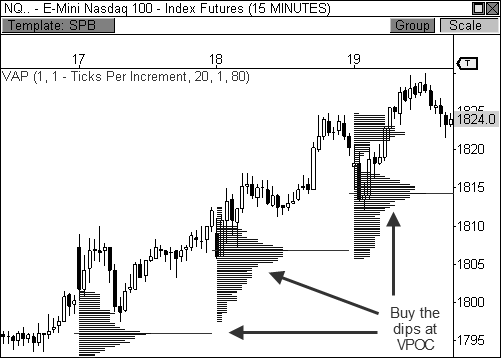 NQ.. - E-Mini Nasdaq 100 - Index Futures (15 MINUTES)
Template: SPB
Group
Scale
17
18
19
T
VAP (1, 1 - Ticks Per Increment, 20, 1, 80)
1825
1824.0
1820
1815
1810
1805
1800
1795
Buy the
dips at
VPOC